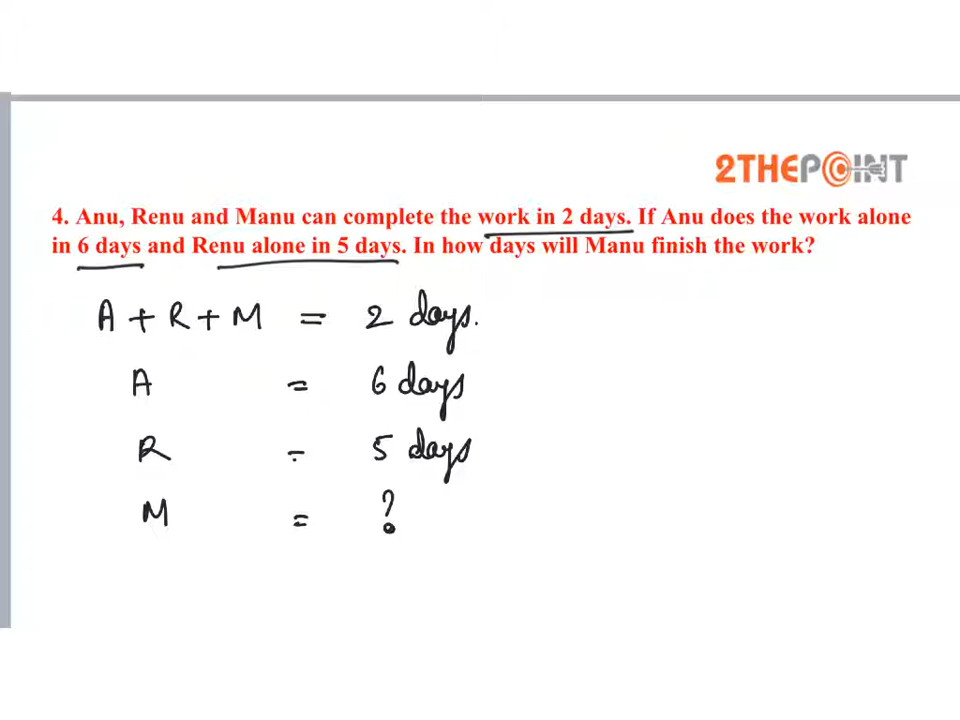 2THEPOINT
4. Anu, Renu and Manu can complete the work in 2 days. If Anu does the work alone
in 6 days and Renu alone in 5 days. In how days will Manu finish the work?
A + R + M = 2 days.
A = 6 days
R = 5 days
M = ?